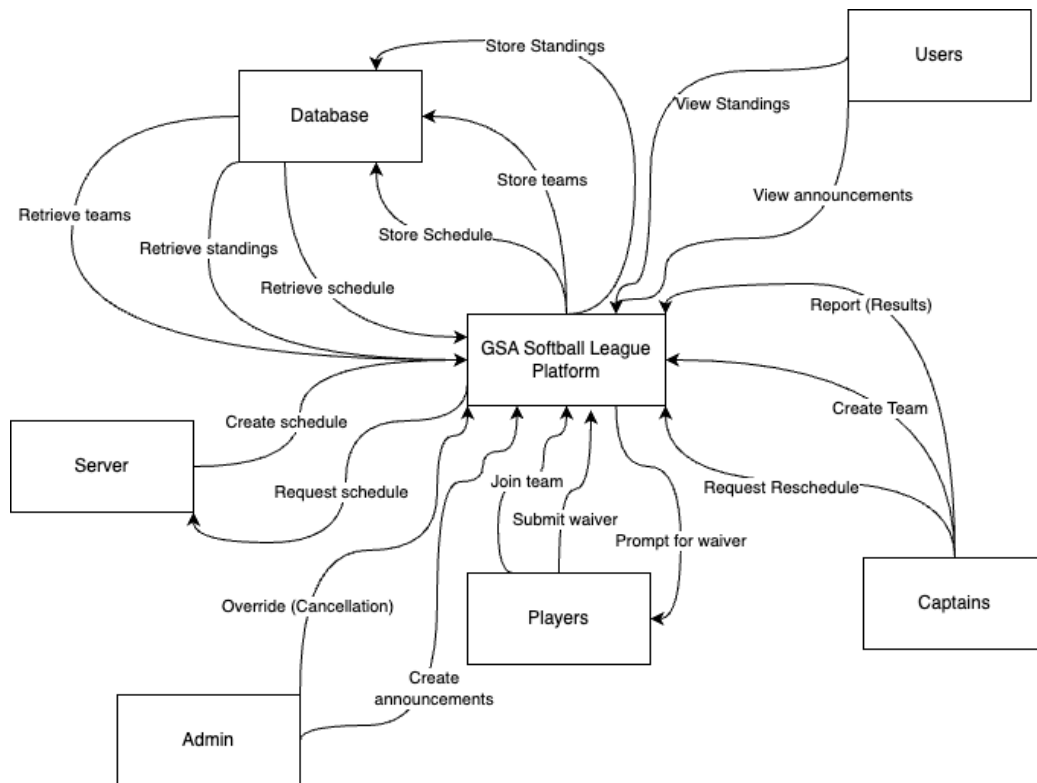 Store Standings
Users
View Standings
Database
Store teams
View announcements
Retrieve teams
Store Schedule
Retrieve standings
Retrieve schedule
Report (Results)
GSA Softball League
Platform
Create schedule
Create Team
Server
Join team
Request schedule
Request Reschedule
Submit waiver
Prompt for waiver
Override (Cancellation)
Players
Captains
Create
announcements
Admin